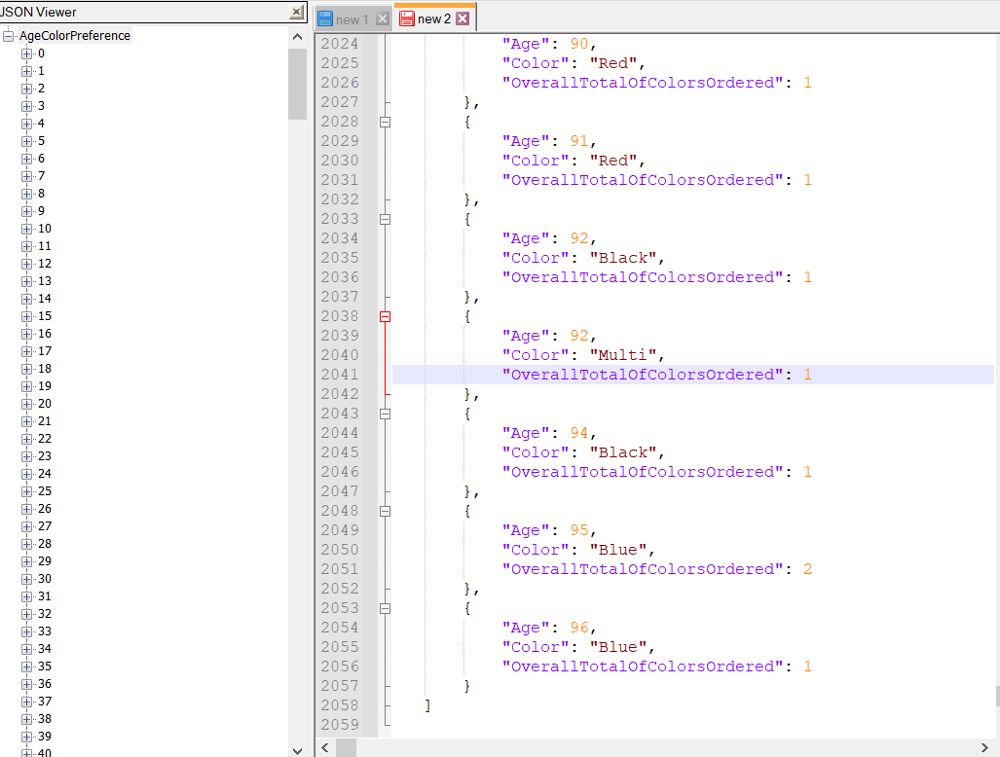 JSON Viewer
AgeColorPreference
0
1
2
3
4
5
6
7
8
9
10
11
12
13
14
15
16
17
18
19
20
21
22
23
24
25
26
27
28
29
30
31
32
33
34
35
36
37
38
39
40
new 1
new 2
2024 "Age": 90,
2025 "Color": "Red",
2026 "OverallTotalOfColorsOrdered": 1
2027 },
2028 {
2029 "Age": 91,
2030 "Color": "Red",
2031 "OverallTotalOfColorsOrdered": 1
2032 },
2033 {
2034 "Age": 92,
2035 "Color": "Black",
2036 "OverallTotalOfColorsOrdered": 1
2037 },
2038 {
2039 "Age": 92,
2040 "Color": "Multi",
2041 "OverallTotalOfColorsOrdered": 1
2042 },
2043 {
2044 "Age": 94,
2045 "Color": "Black",
2046 "OverallTotalOfColorsOrdered": 1
2047 },
2048 {
2049 "Age": 95,
2050 "Color": "Blue",
2051 "OverallTotalOfColorsOrdered": 2
2052 },
2053 {
2054 "Age": 96,
2055 "Color": "Blue",
2056 "OverallTotalOfColorsOrdered": 1
2057 }
2058 ]
2059